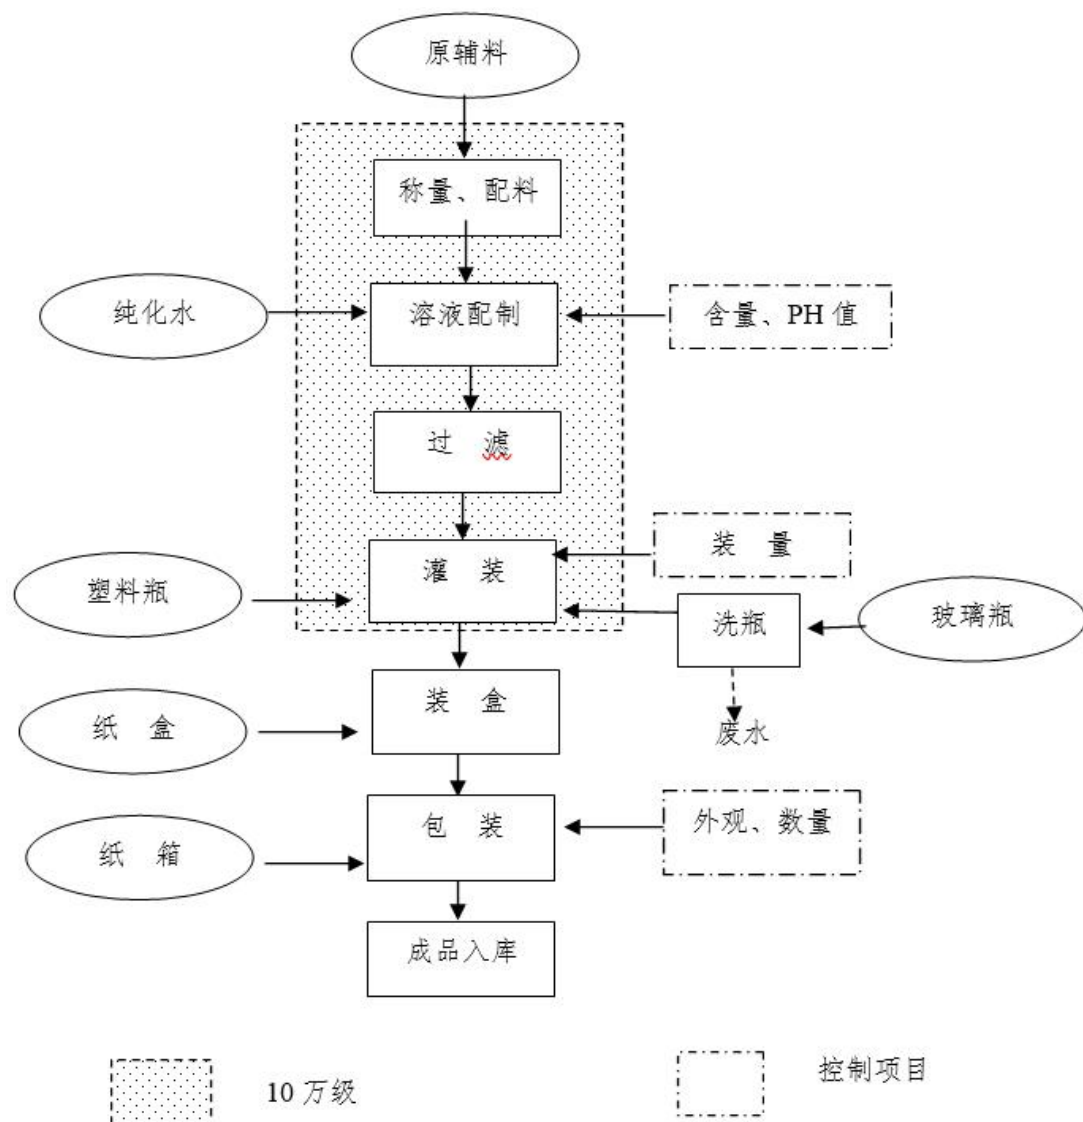 原辅料
称量、配料
纯化水
溶液配制
含量、PH 值
过 滤
装 量
塑料瓶
灌 装
洗瓶
玻璃瓶
纸 盒
装 盒
废水
包 装
外观、数量
纸 箱
成品入库
10 万级
控制项目